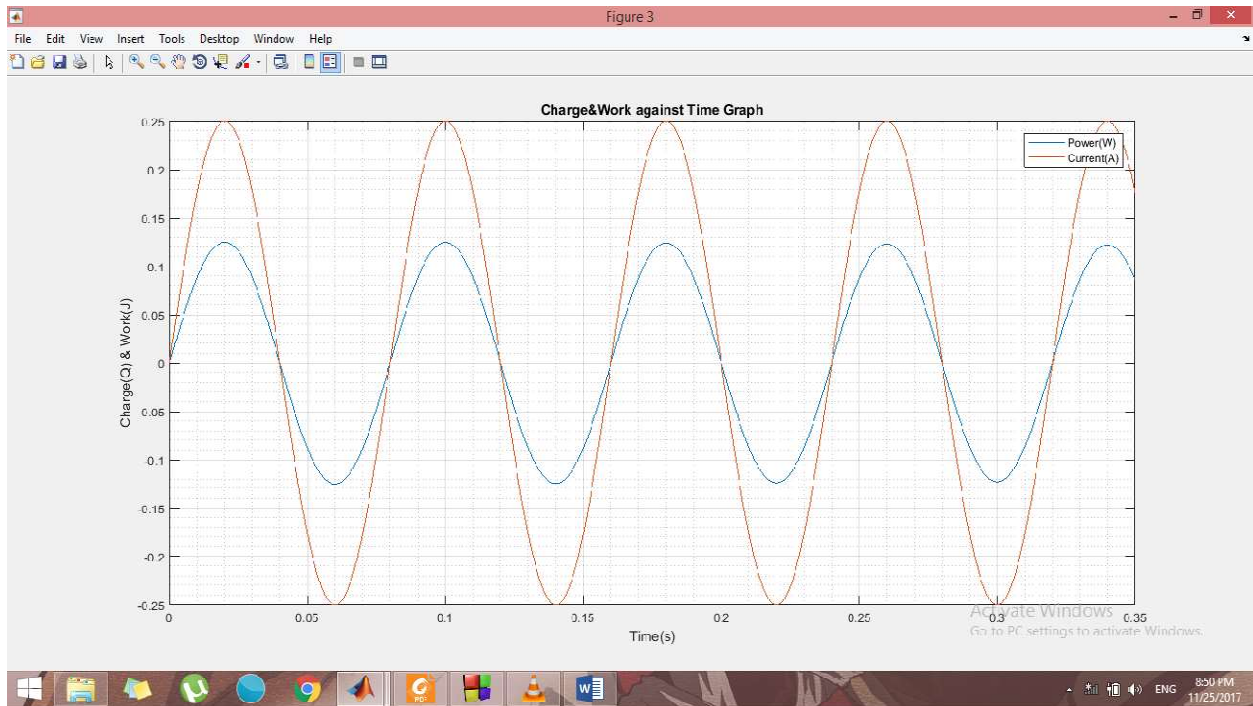 Figure 3
File Edit View Insert Tools Desktop Window Help
Charge&Work against Time Graph
0.25
0.2
0.15
0.1
0.05
0
-0.05
-0.1
-0.15
-0.2
-0.25
Charge(Q) & Work(J)
Power(W)
Current(A)
0 0.05 0.1 0.15 0.2 0.25 0.3 0.35
Time(s)
Activate Windows
Go to PC settings to activate Windows.
ENG 8:50 PM
11/25/2017